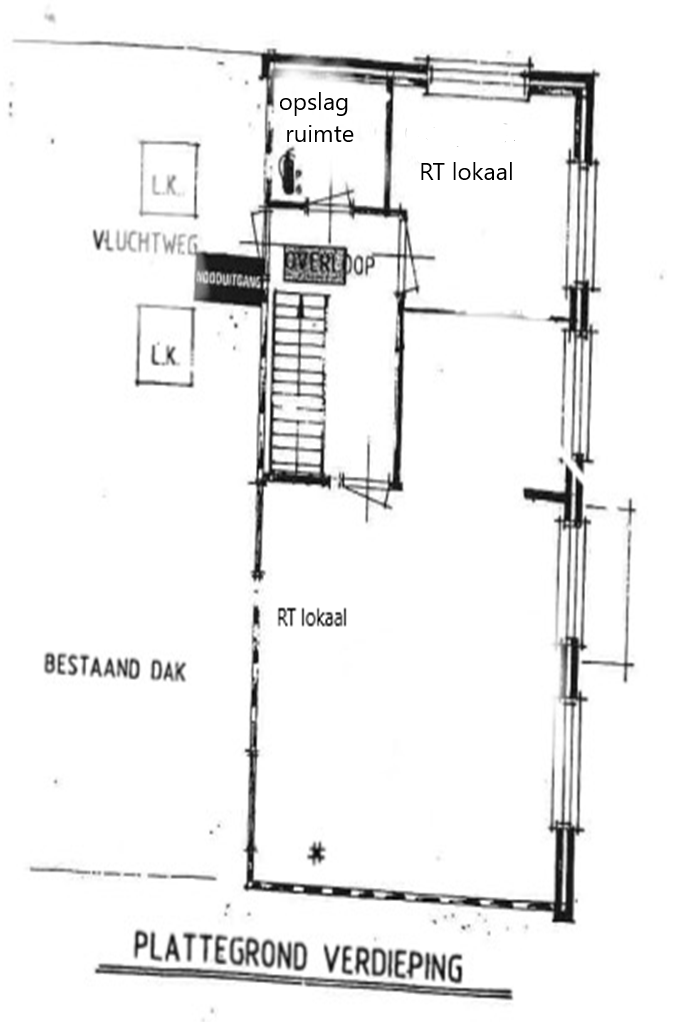 opslag
ruimte
RT lokaal
L.K.
VLUCHTWEG
NOODUITGANG
OVERLOOP
L.K.
RT lokaal
BESTAAND DAK
PLATTEGROND VERDIEPING